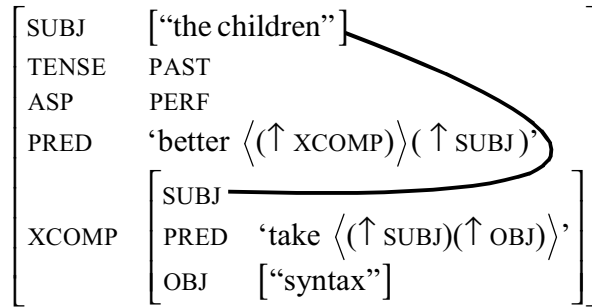 SUBJ [“the children”]
TENSE PAST
ASP PERF
PRED ‘better ⟨(↑ XCOMP)⟩(↑ SUBJ)’
SUBJ
XCOMP PRED ‘take ⟨(↑ SUBJ)(↑ OBJ)⟩’
OBJ [“syntax”]